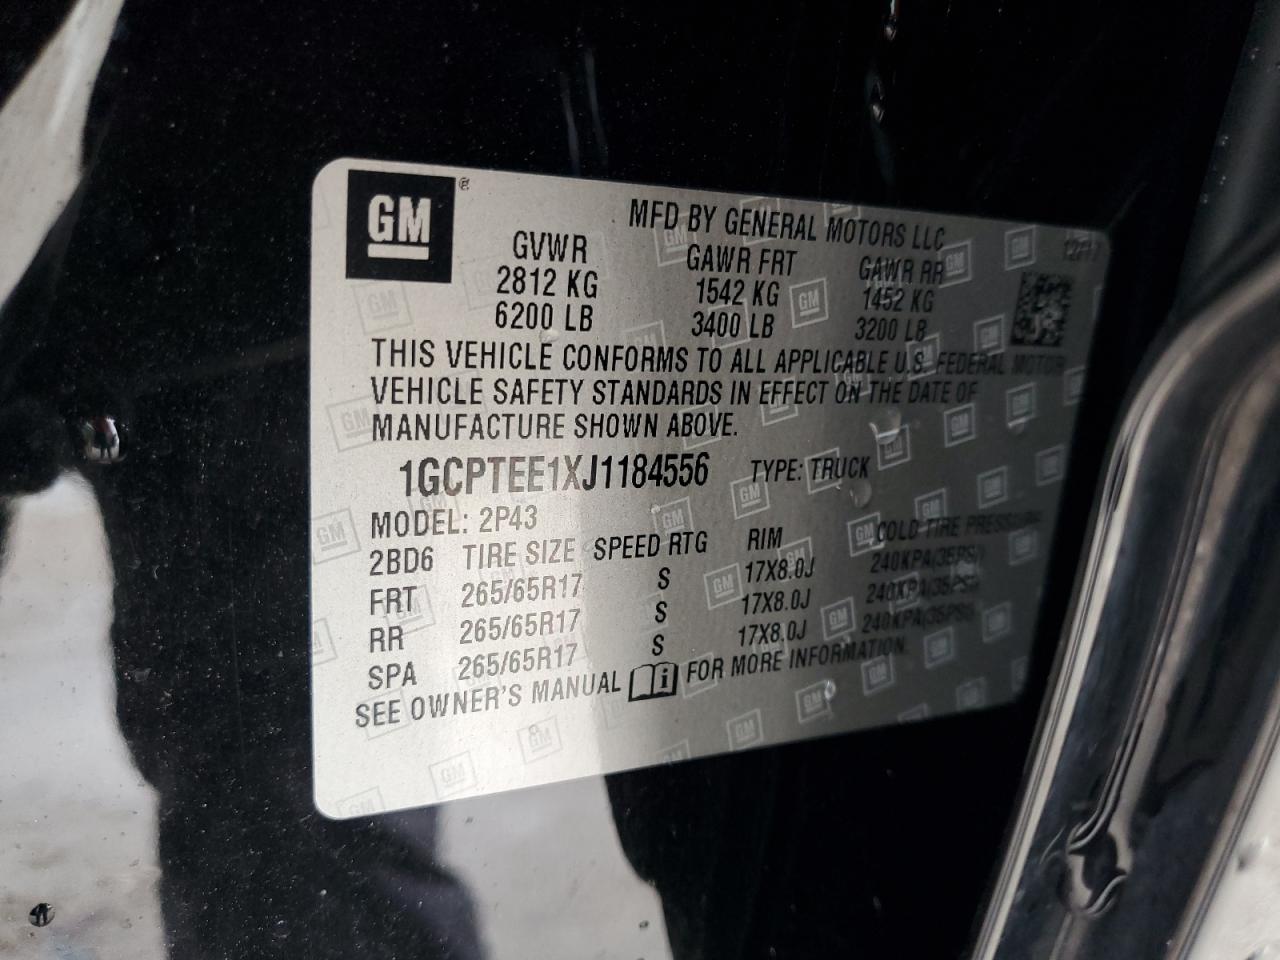 GM®
MFD BY GENERAL MOTORS LLC
12/17
GVWR GAWR FRT GAWR RR
2812 KG 1542 KG 1452 KG
6200 LB 3400 LB 3200 LB
THIS VEHICLE CONFORMS TO ALL APPLICABLE U.S. FEDERAL MOTOR
VEHICLE SAFETY STANDARDS IN EFFECT ON THE DATE OF
MANUFACTURE SHOWN ABOVE.
1GCPTEE1XJ1184556 TYPE: TRUCK
MODEL: 2P43
2BD6 TIRE SIZE SPEED RTG RIM COLD TIRE PRESSURE
FRT 265/65R17 S 17X8.0J 240KPA(35PSI)
RR 265/65R17 S 17X8.0J 240KPA(35PSI)
SPA 265/65R17 S 17X8.0J 240KPA(35PSI)
SEE OWNER'S MANUAL i FOR MORE INFORMATION.